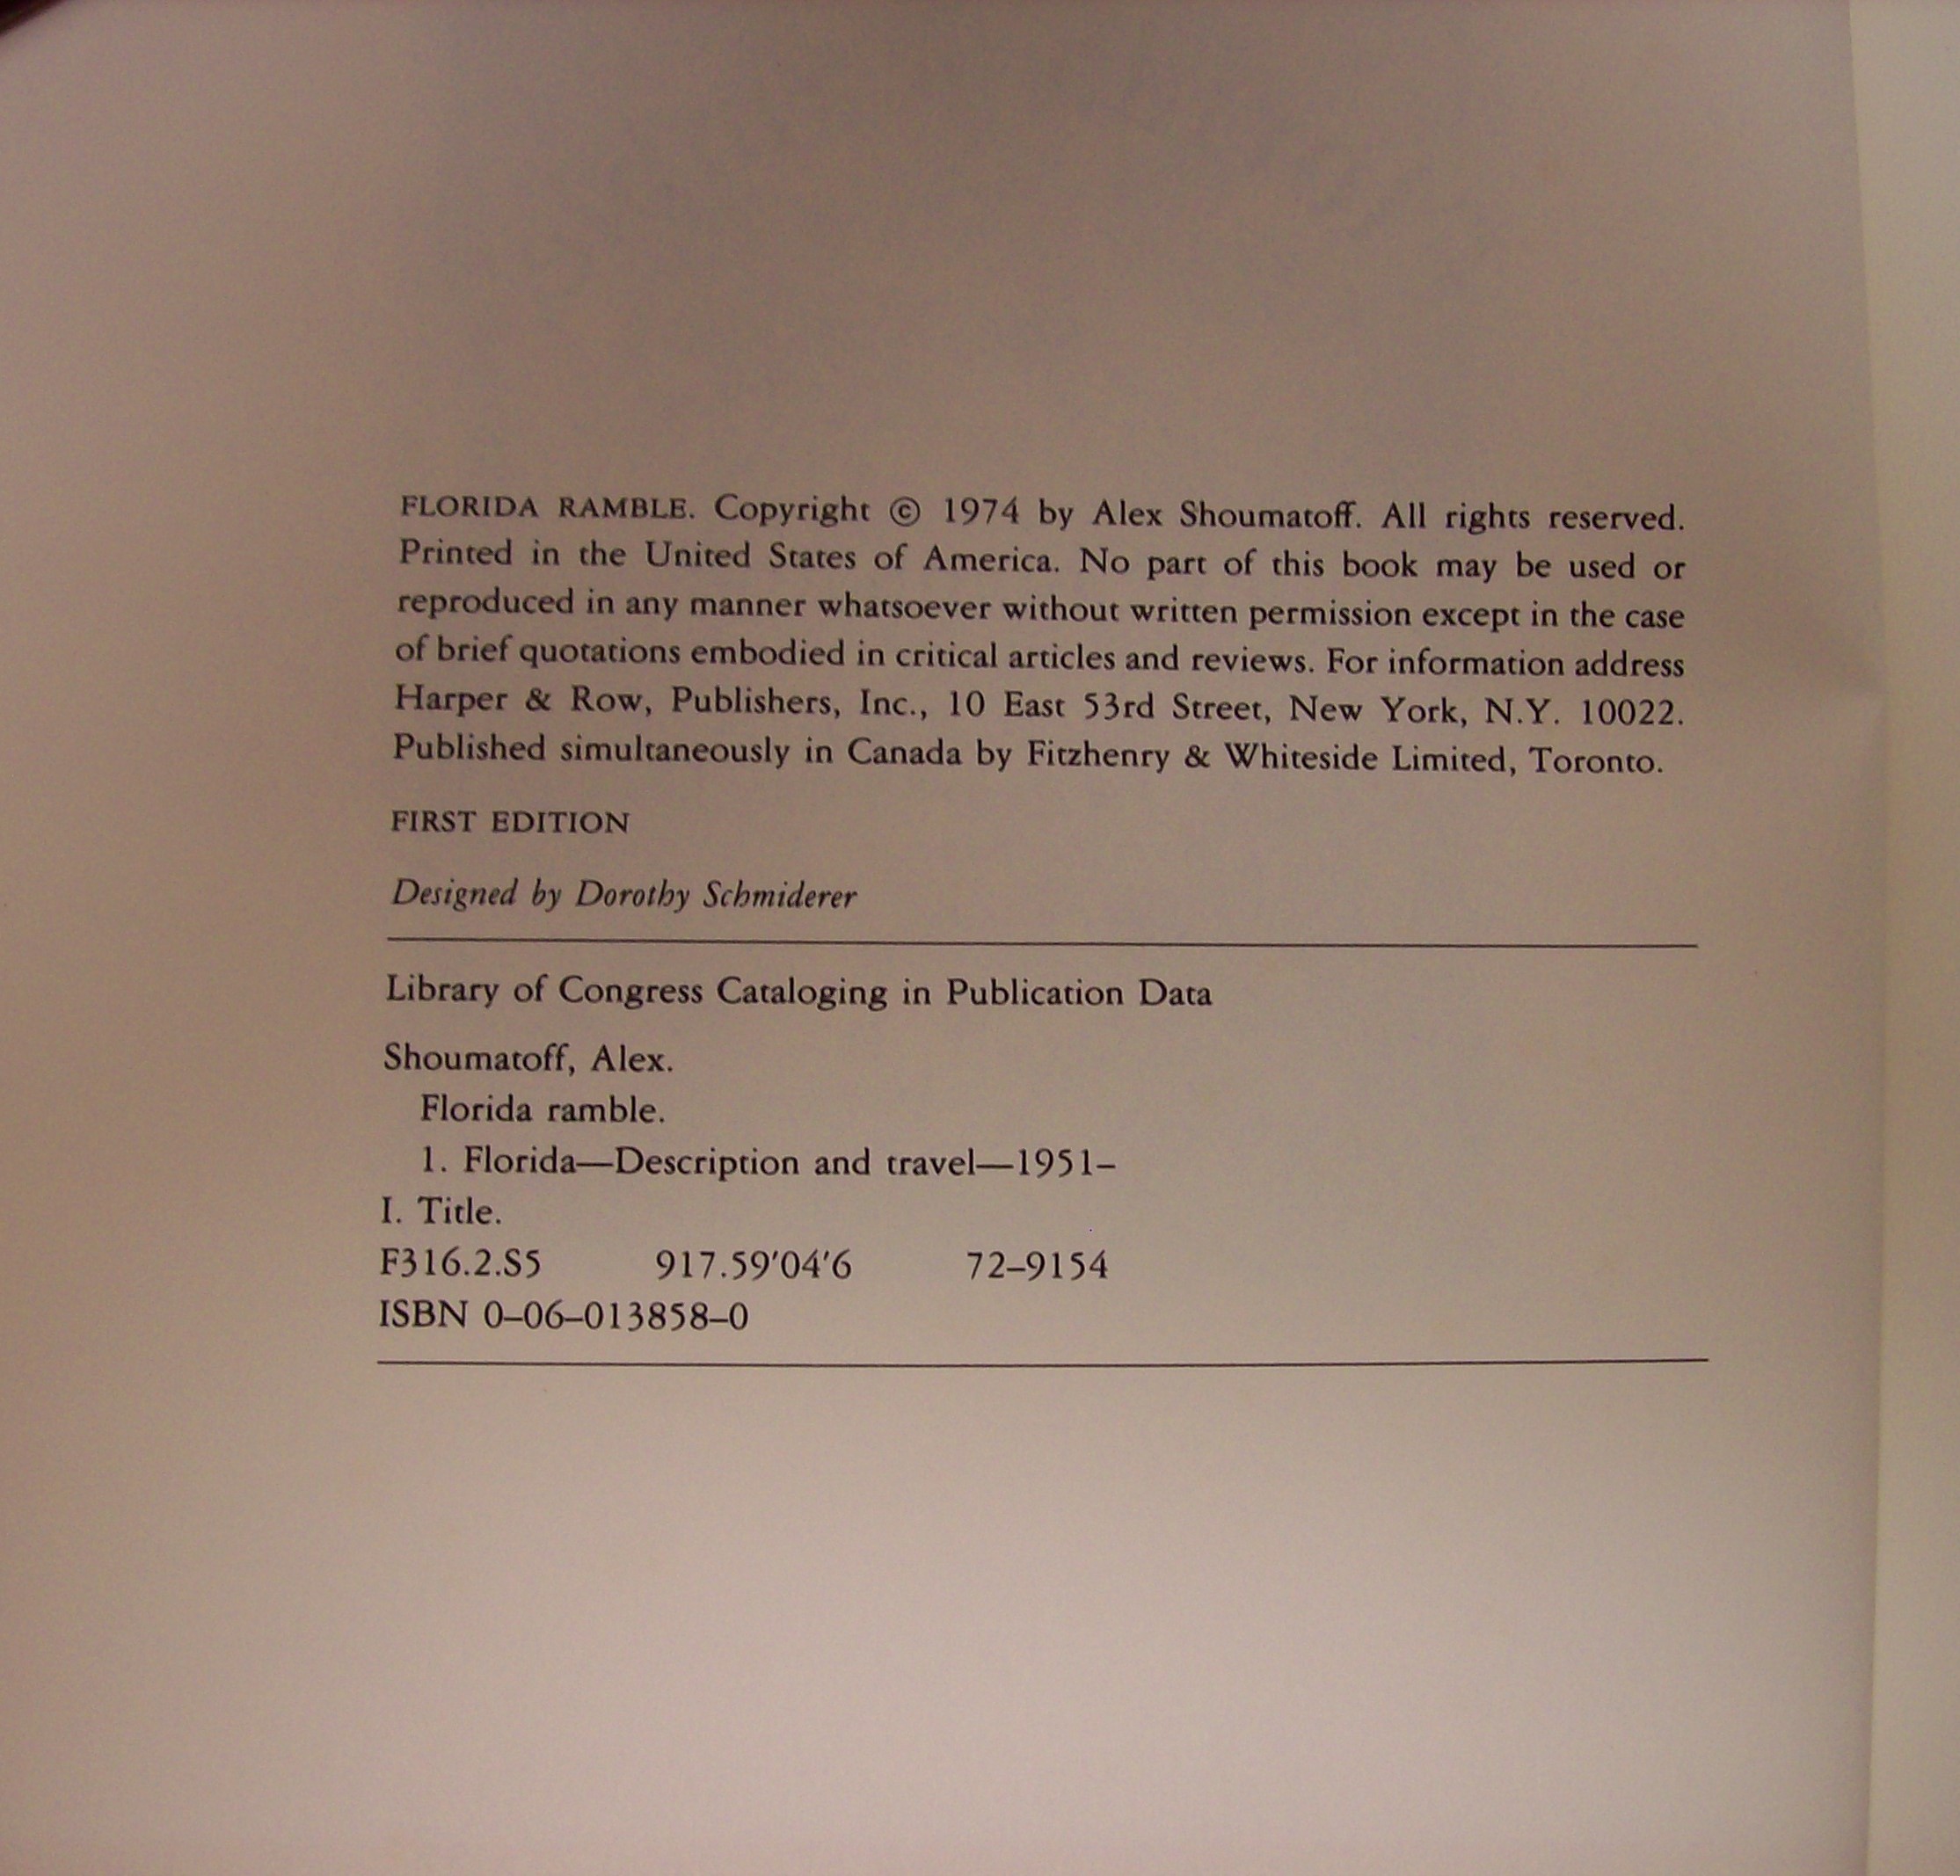 FLORIDA RAMBLE. Copyright © 1974 by Alex Shoumatoff. All rights reserved.
Printed in the United States of America. No part of this book may be used or
reproduced in any manner whatsoever without written permission except in the case
of brief quotations embodied in critical articles and reviews. For information address
Harper & Row, Publishers, Inc., 10 East 53rd Street, New York, N.Y. 10022.
Published simultaneously in Canada by Fitzhenry & Whiteside Limited, Toronto.
FIRST EDITION
Designed by Dorothy Schmiderer
Library of Congress Cataloging in Publication Data
Shoumatoff, Alex.
Florida ramble.
1. Florida—Description and travel—1951–
I. Title.
F316.2.S5 917.59'04'6 72–9154
ISBN 0–06–013858–0